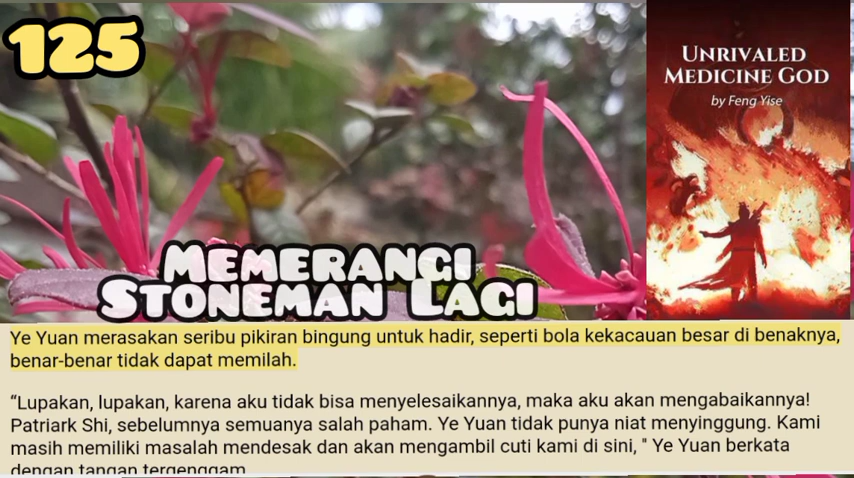 125
UNRIVALED
MEDICINE GOD
by Feng Yise
MEMERANGI
STONEMAN LAGI
Ye Yuan merasakan seribu pikiran bingung untuk hadir, seperti bola kekacauan besar di benaknya,
benar-benar tidak dapat memilah.
“Lupakan, lupakan, karena aku tidak bisa menyelesaikannya, maka aku akan mengabaikannya!
Patriark Shi, sebelumnya semuanya salah paham. Ye Yuan tidak punya niat menyinggung. Kami
masih memiliki masalah mendesak dan akan mengambil cuti kami di sini, " Ye Yuan berkata
dengan tangan tergenggam